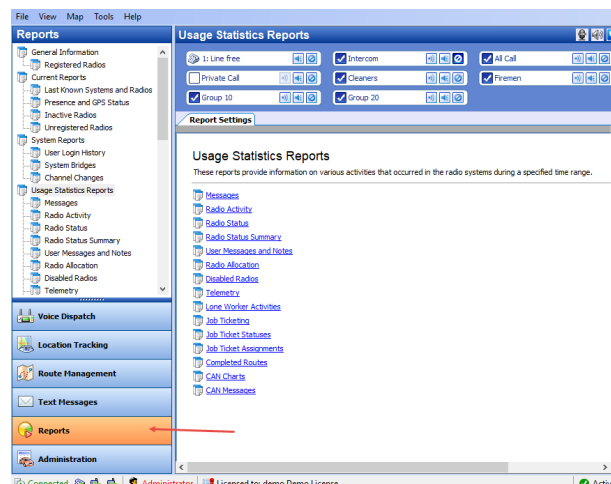 File View Map Tools Help
Reports
General Information
Registered Radios
Current Reports
Last Known Systems and Radios
Presence and GPS Status
Inactive Radios
Unregistered Radios
System Reports
User Login History
System Bridges
Channel Changes
Usage Statistics Reports
Messages
Radio Activity
Radio Status
Radio Status Summary
User Messages and Notes
Radio Allocation
Disabled Radios
Telemetry
Voice Dispatch
Location Tracking
Route Management
Text Messages
Reports
Administration
Usage Statistics Reports
1: Line free
Intercom
All Call
Private Call
Cleaners
Firemen
Group 10
Group 20
Report Settings
Usage Statistics Reports
These reports provide information on various activities that occurred in the radio systems during a specified time range.
Messages
Radio Activity
Radio Status
Radio Status Summary
User Messages and Notes
Radio Allocation
Disabled Radios
Telemetry
Lone Worker Activities
Job Ticketing
Job Ticket Statuses
Job Ticket Assignments
Completed Routes
CAN Charts
CAN Messages
Connected
Administrator
Licensed to: demo Demo License